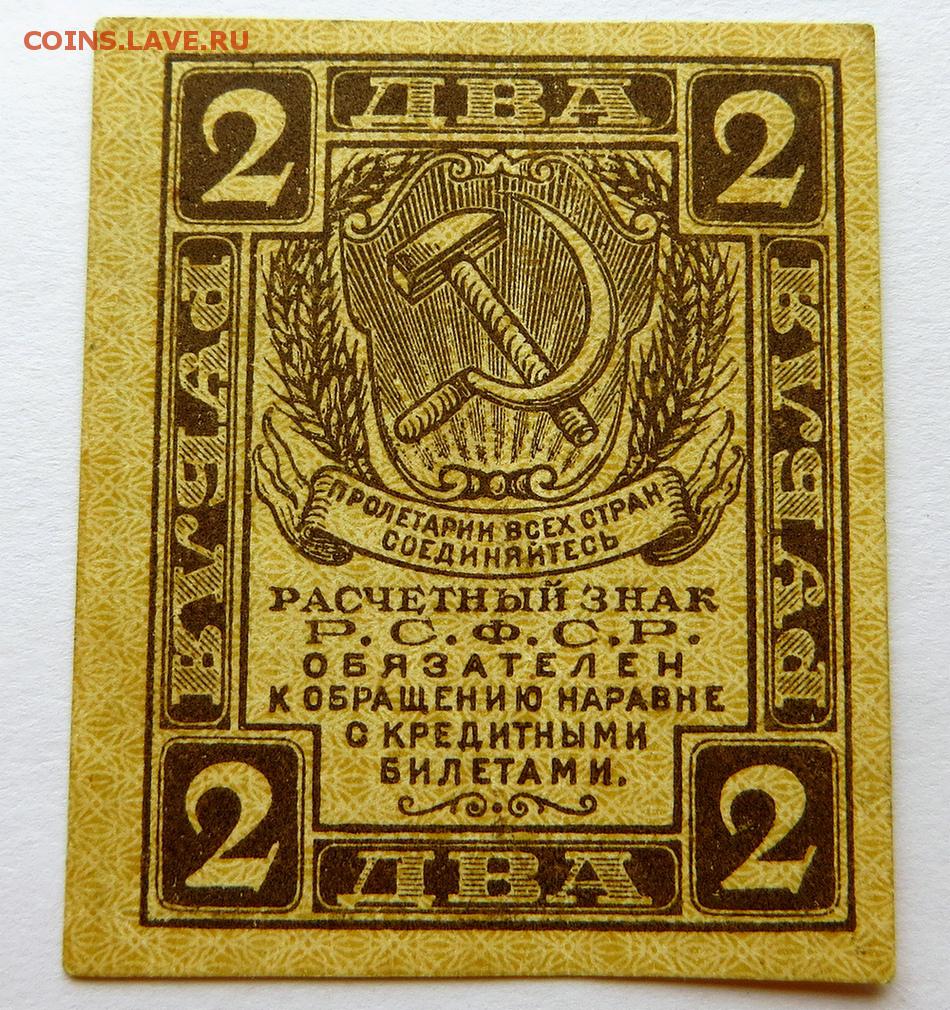 COINS.LAVE.RU
2 ДВА 2
РУБЛЯ
РУБЛЯ
ПРОЛЕТАРИИ ВСЕХ СТРАН
СОЕДИНЯЙТЕСЬ
РАСЧЕТНЫЙ ЗНАК
Р.С.Ф.С.Р.
ОБЯЗАТЕЛЕН
К ОБРАЩЕНИЮ НАРАВНЕ
С КРЕДИТНЫМИ
БИЛЕТАМИ.
2 ДВА 2